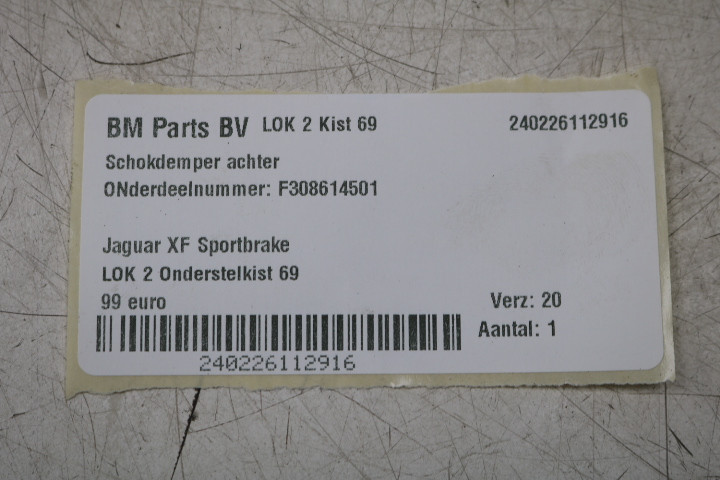 BM Parts BV LOK 2 Kist 69 240226112916
Schokdemper achter
ONderdeelnummer: F308614501
Jaguar XF Sportbrake
LOK 2 Onderstelkist 69
99 euro Verz: 20
Aantal: 1
240226112916